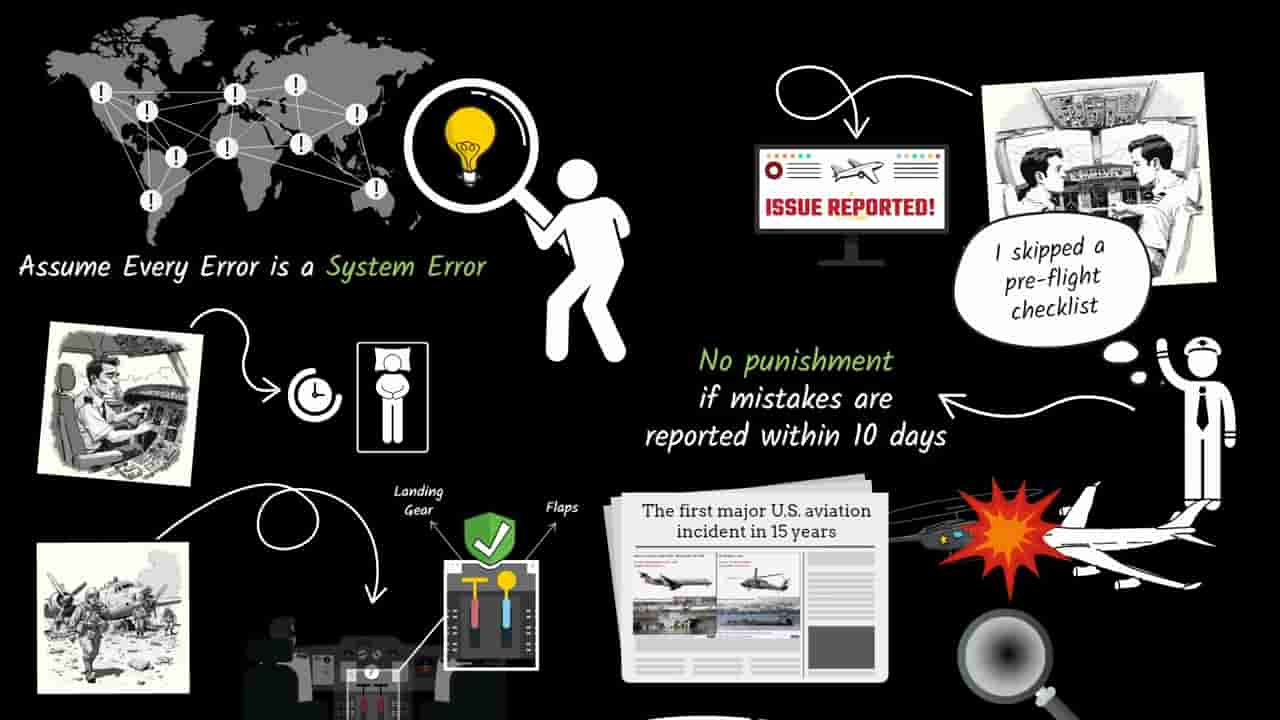 Assume Every Error is a System Error
ISSUE REPORTED!
I skipped a
pre-flight
checklist
No punishment
if mistakes are
reported within 10 days
Landing
Gear
Flaps
The first major U.S. aviation
incident in 15 years